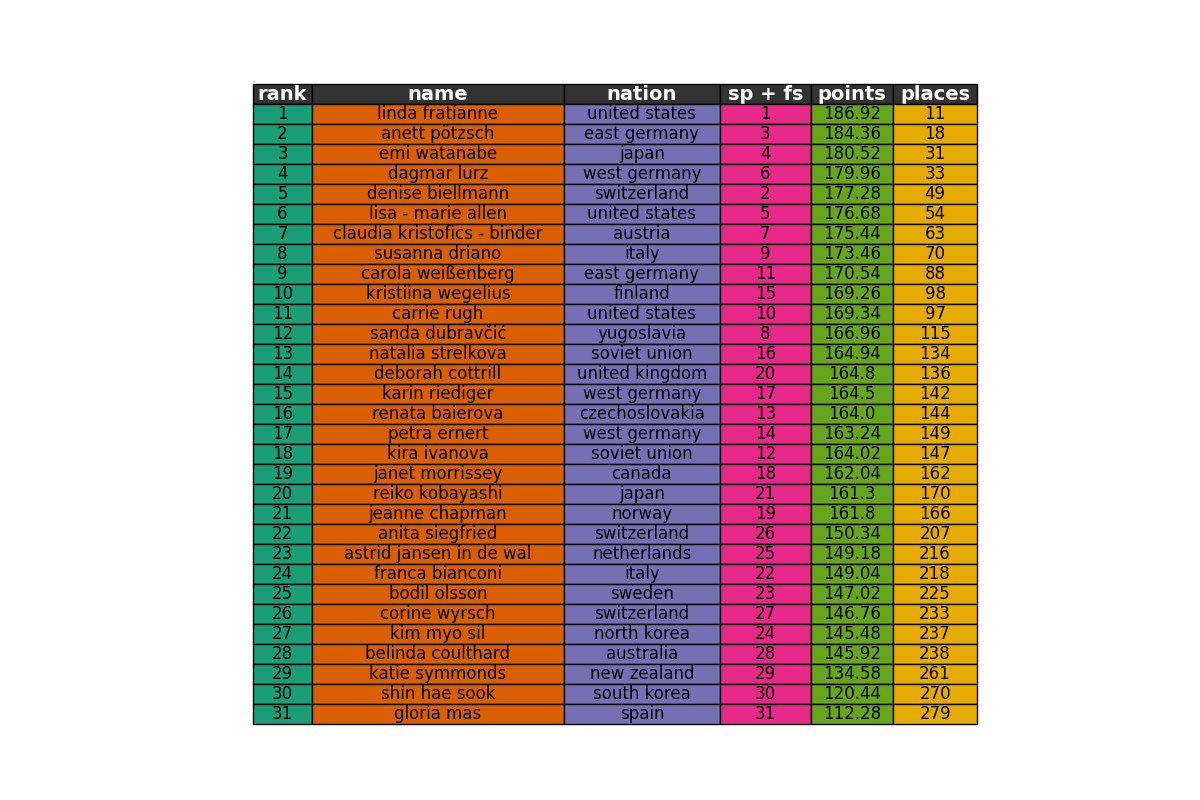 rank name nation sp + fs points places
1 linda fratianne united states 1 186.92 11
2 anett pötzsch east germany 3 184.36 18
3 emi watanabe japan 4 180.52 31
4 dagmar lurz west germany 6 179.96 33
5 denise biellmann switzerland 2 177.28 49
6 lisa - marie allen united states 5 176.68 54
7 claudia kristofics - binder austria 7 175.44 63
8 susanna driano italy 9 173.46 70
9 carola weißenberg east germany 11 170.54 88
10 kristiina wegelius finland 15 169.26 98
11 carrie rugh united states 10 169.34 97
12 sanda dubravčić yugoslavia 8 166.96 115
13 natalia strelkova soviet union 16 164.94 134
14 deborah cottrill united kingdom 20 164.8 136
15 karin riediger west germany 17 164.5 142
16 renata baierova czechoslovakia 13 164.0 144
17 petra ernert west germany 14 163.24 149
18 kira ivanova soviet union 12 164.02 147
19 janet morrissey canada 18 162.04 162
20 reiko kobayashi japan 21 161.3 170
21 jeanne chapman norway 19 161.8 166
22 anita siegfried switzerland 26 150.34 207
23 astrid jansen in de wal netherlands 25 149.18 216
24 franca bianconi italy 22 149.04 218
25 bodil olsson sweden 23 147.02 225
26 corine wyrsch switzerland 27 146.76 233
27 kim myo sil north korea 24 145.48 237
28 belinda coulthard australia 28 145.92 238
29 katie symmonds new zealand 29 134.58 261
30 shin hae sook south korea 30 120.44 270
31 gloria mas spain 31 112.28 279